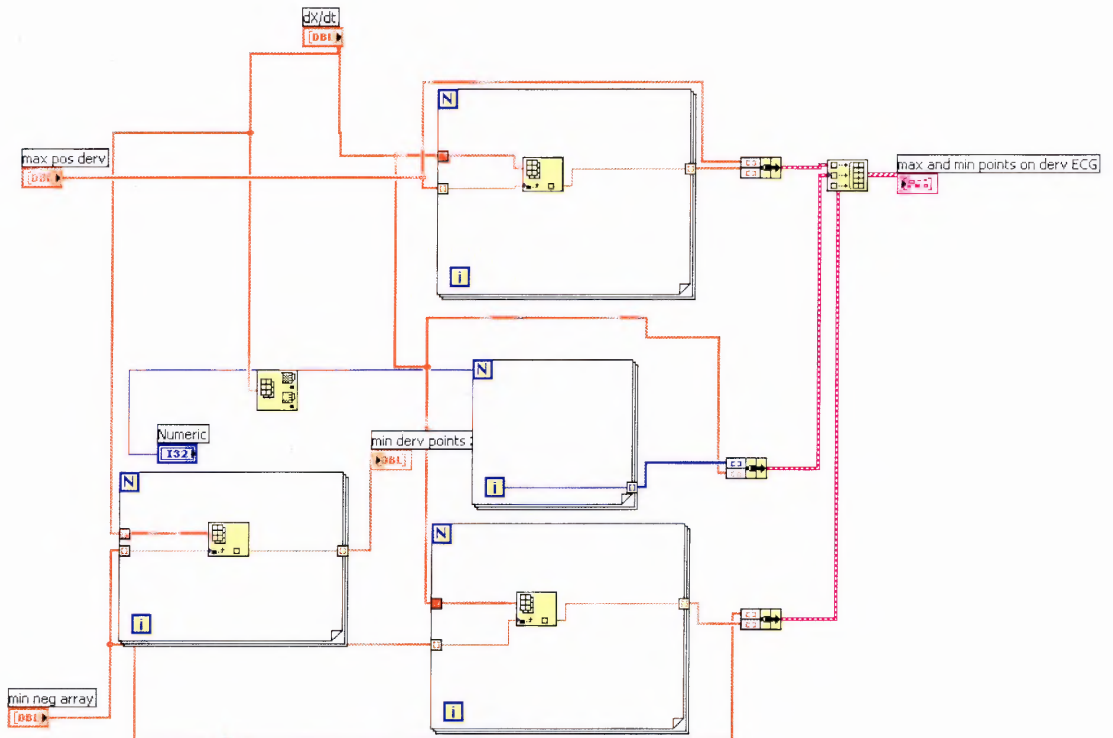 dX/dt
[DBL
N
max pos derv
DBL
max and min points on derv ECG
i
N
Numeric
I32
min derv points 2
DBL]
i
N
N
i
min neg array
[DBL
i